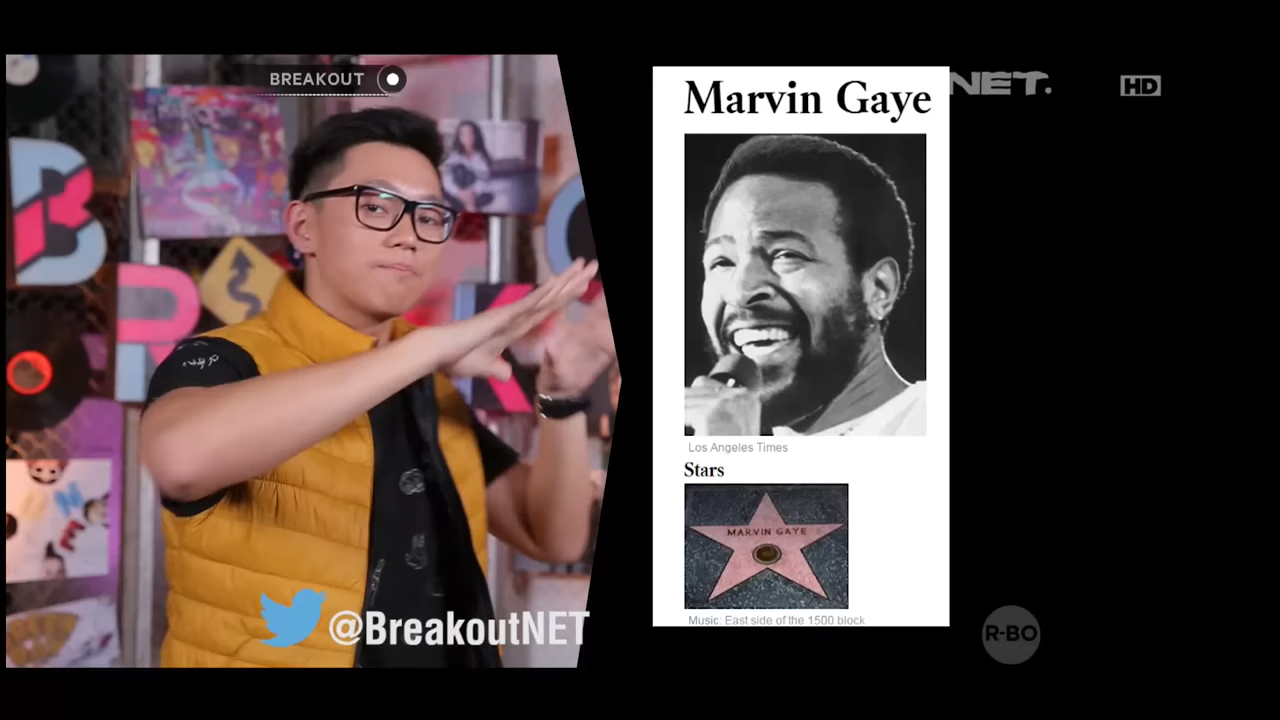 BREAKOUT
@BreakoutNET
Marvin Gaye
Los Angeles Times
Stars
MARVIN GAYE
Music: East side of the 1500 block
NET.
HD
R-BO